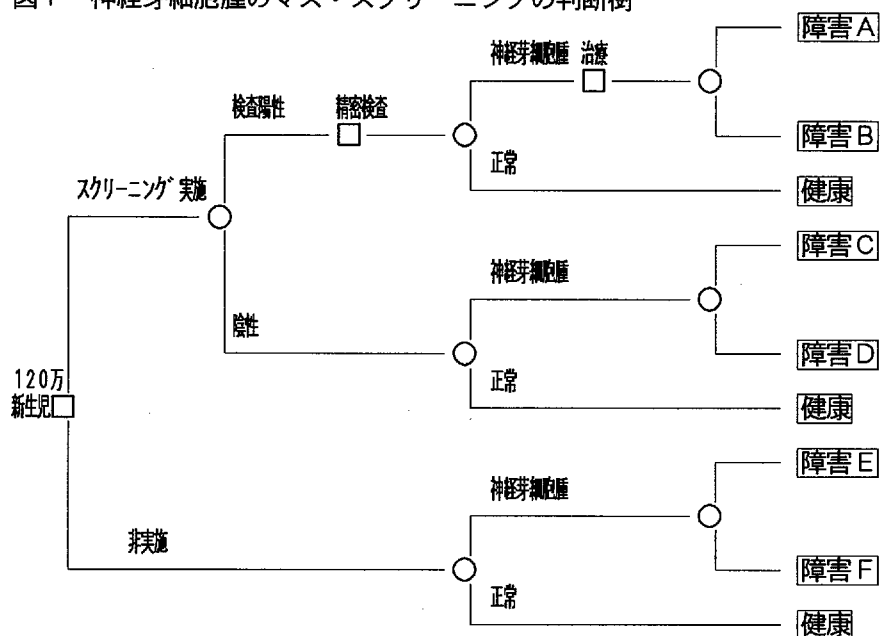 図1 神経芽細胞腫のマス・スクリーニングの判断樹
障害A
神経芽細胞腫 治療
検査陽性 精密検査
障害B
正常
健康
スクリーニング実施
障害C
神経芽細胞腫
陰性
障害D
正常
健康
120万
新生児
障害E
神経芽細胞腫
非実施
障害F
正常
健康